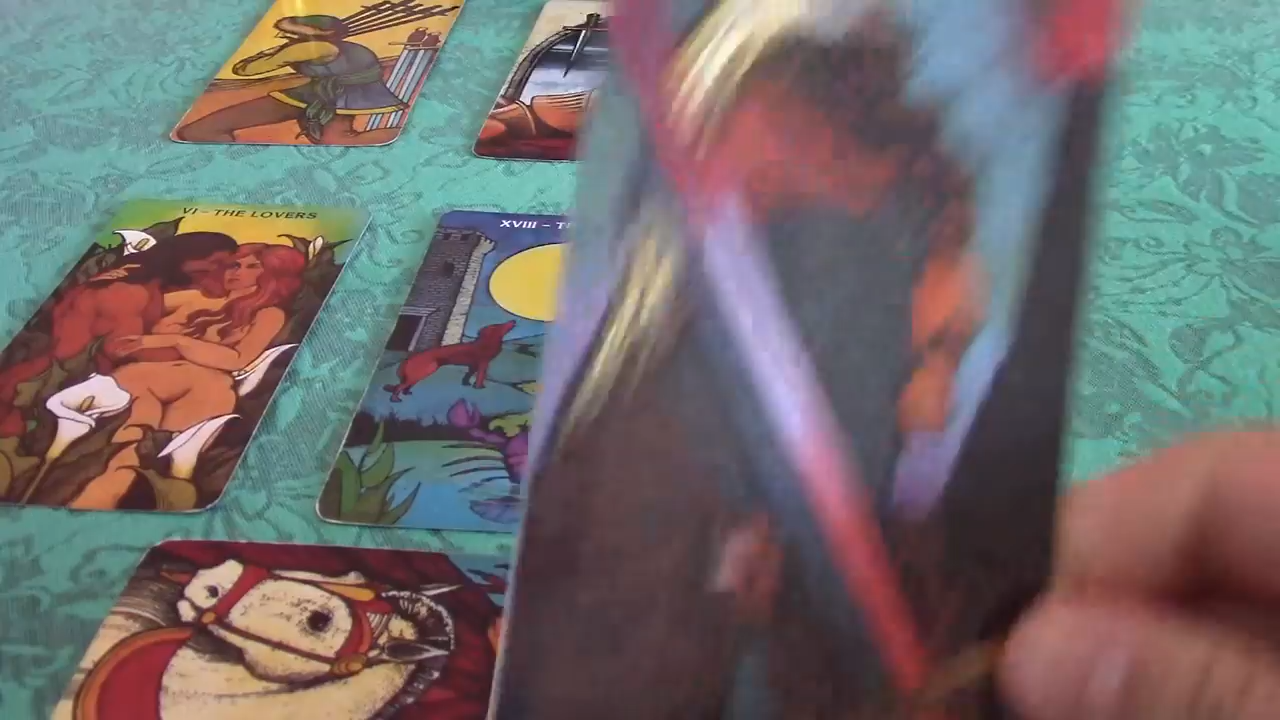 VI – THE LOVERS
XVIII –